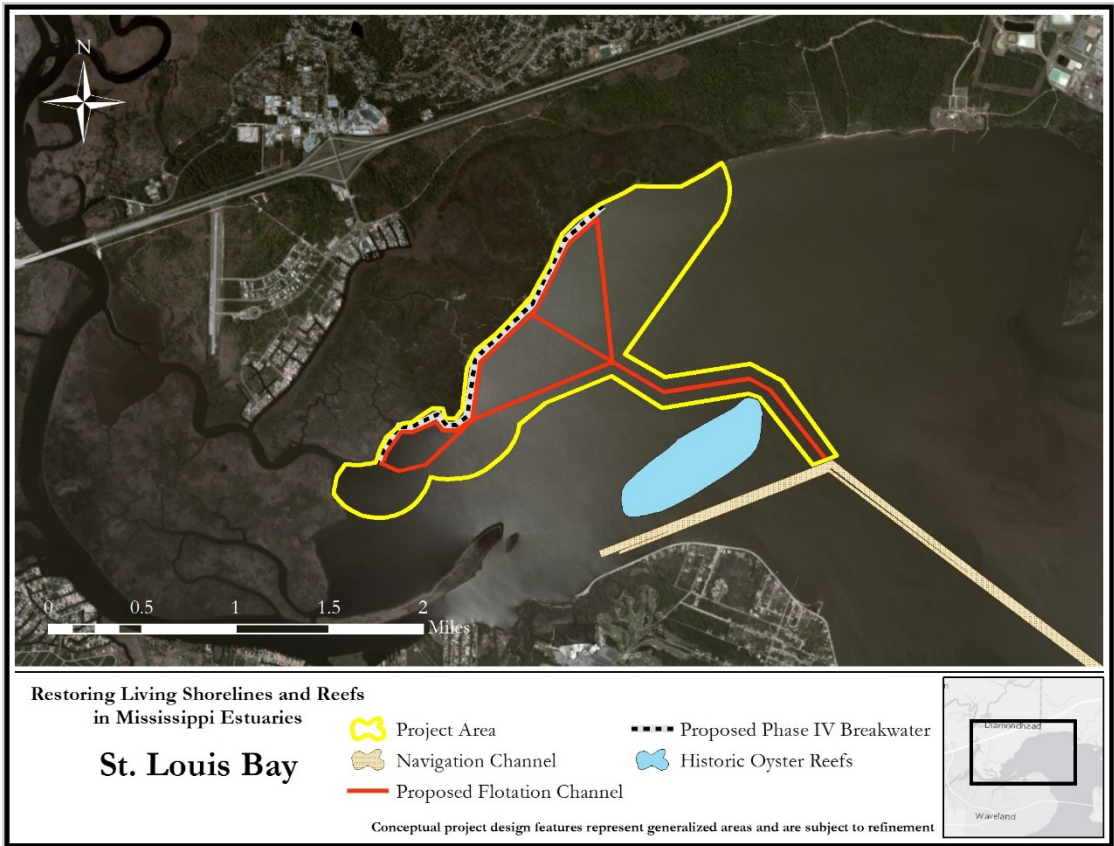 N
0 0.5 1 1.5 2
Miles
Restoring Living Shorelines and Reefs
in Mississippi Estuaries
St. Louis Bay
Project Area
Navigation Channel
Proposed Flotation Channel
Proposed Phase IV Breakwater
Historic Oyster Reefs
Conceptual project design features represent generalized areas and are subject to refinement
Diamondhead
Waveland